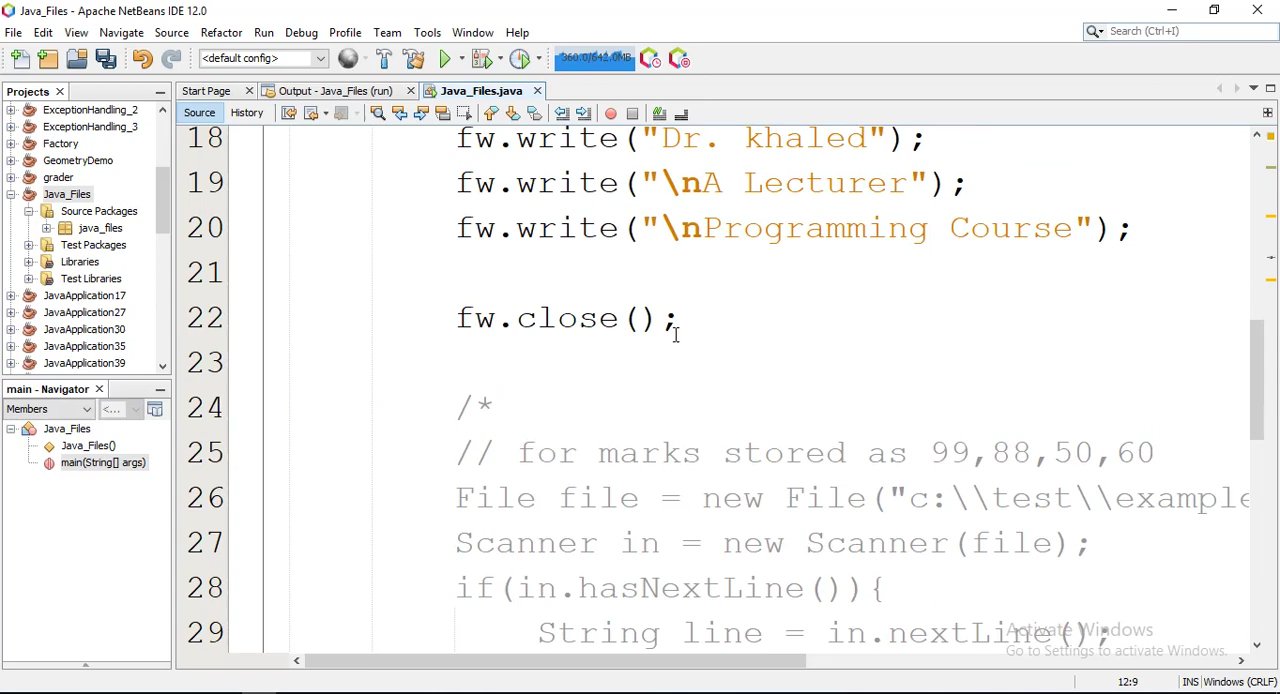 Java_Files - Apache NetBeans IDE 12.0
File Edit View Navigate Source Refactor Run Debug Profile Team Tools Window Help
Search (Ctrl+I)
<default config>
360.0/642.0MB
Projects
Start Page
Output - Java_Files (run)
Java_Files.java
Source History
ExceptionHandling_2
ExceptionHandling_3
Factory
GeometryDemo
grader
Java_Files
Source Packages
java_files
Test Packages
Libraries
Test Libraries
JavaApplication17
JavaApplication27
JavaApplication30
JavaApplication35
JavaApplication39
main - Navigator
Members
<...
Java_Files
Java_Files()
main(String[] args)
18 fw.write("Dr. khaled");
19 fw.write("\nA Lecturer");
20 fw.write("\nProgramming Course");
21
22 fw.close();
23
24 /*
25 // for marks stored as 99,88,50,60
26 File file = new File("c:\\test\\example
27 Scanner in = new Scanner(file);
28 if(in.hasNextLine()){
29 String line = in.nextLine();
Activate Windows
Go to Settings to activate Windows.
12:9 INS Windows (CRLF)